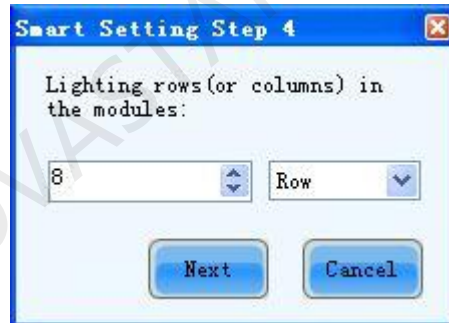 Smart Setting Step 4
Lighting rows(or columns) in
the modules:
8
Row
Next
Cancel